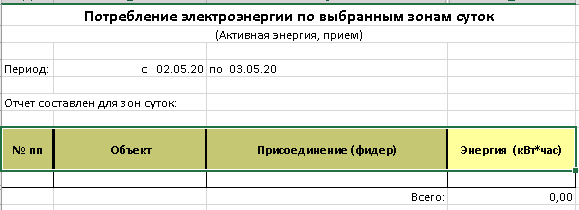 Потребление электроэнергии по выбранным зонам суток
(Активная энергия, прием)
Период: с 02.05.20 по 03.05.20
Отчет составлен для зон суток:
№ пп Объект Присоединение (фидер) Энергия (кВт*час)
Всего: 0,00